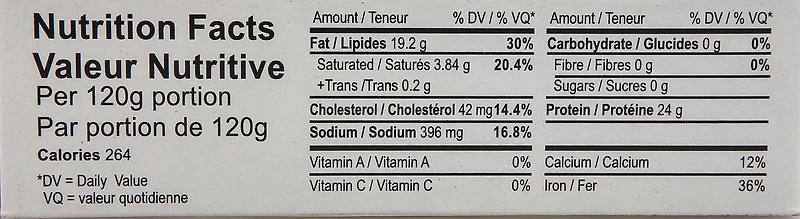 Nutrition Facts
Valeur Nutritive
Per 120g portion
Par portion de 120g
Calories 264
*DV = Daily Value
VQ = valeur quotidienne
Amount / Teneur % DV / % VQ*
Fat / Lipides 19.2 g 30%
Saturated / Saturés 3.84 g 20.4%
+Trans /Trans 0.2 g
Cholesterol / Cholestérol 42 mg 14.4%
Sodium / Sodium 396 mg 16.8%
Vitamin A / Vitamin A 0%
Vitamin C / Vitamin C 0%
Amount / Teneur % DV / % VQ*
Carbohydrate / Glucides 0 g 0%
Fibre / Fibres 0 g 0%
Sugars / Sucres 0 g
Protein / Protéine 24 g
Calcium / Calcium 12%
Iron / Fer 36%